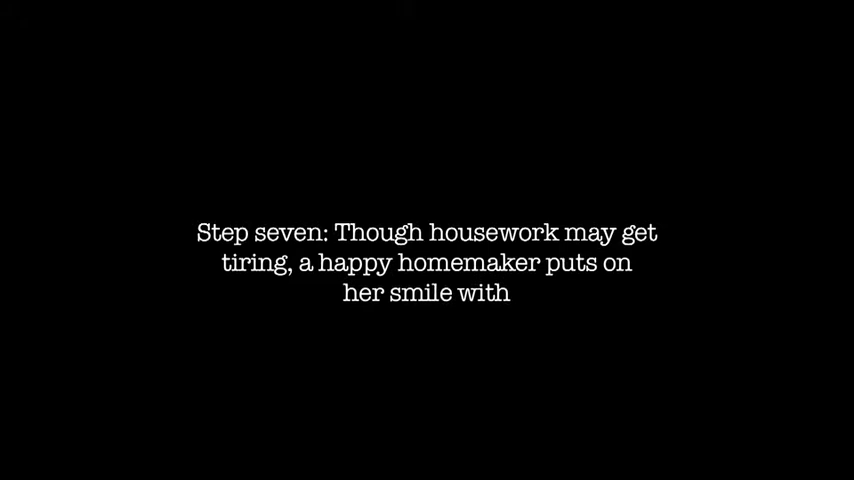 Step seven: Though housework may get
tiring, a happy homemaker puts on
her smile with